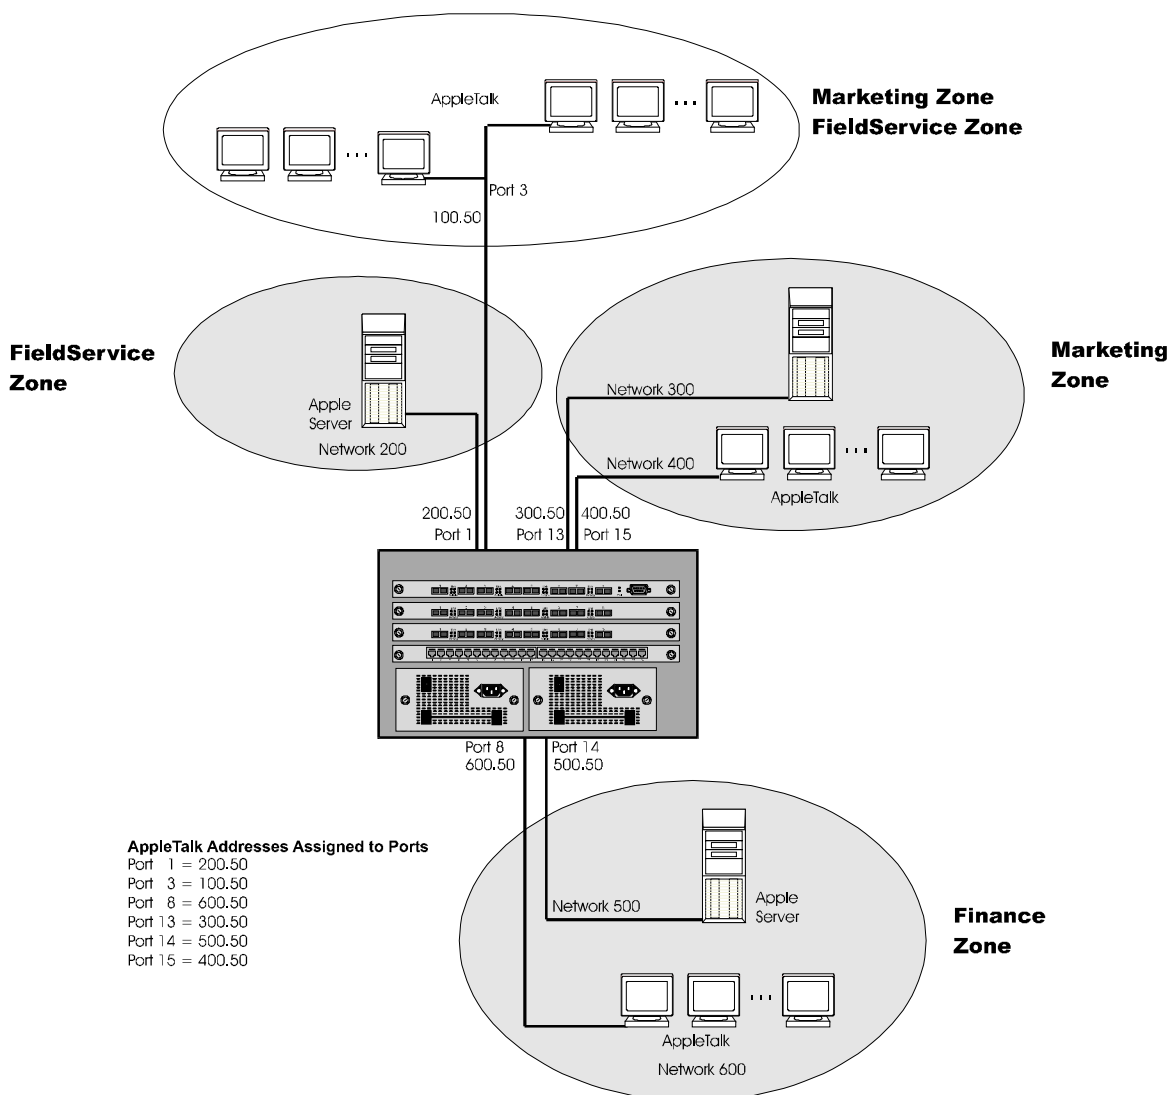 AppleTalk
Marketing Zone
FieldService Zone
Port 3
100.50
FieldService
Zone
Apple
Server
Network 200
Network 300
Network 400
AppleTalk
Marketing
Zone
200.50
Port 1
300.50
Port 13
400.50
Port 15
Port 8
600.50
Port 14
500.50
AppleTalk Addresses Assigned to Ports
Port 1 = 200.50
Port 3 = 100.50
Port 8 = 600.50
Port 13 = 300.50
Port 14 = 500.50
Port 15 = 400.50
Network 500
Apple
Server
Finance
Zone
AppleTalk
Network 600